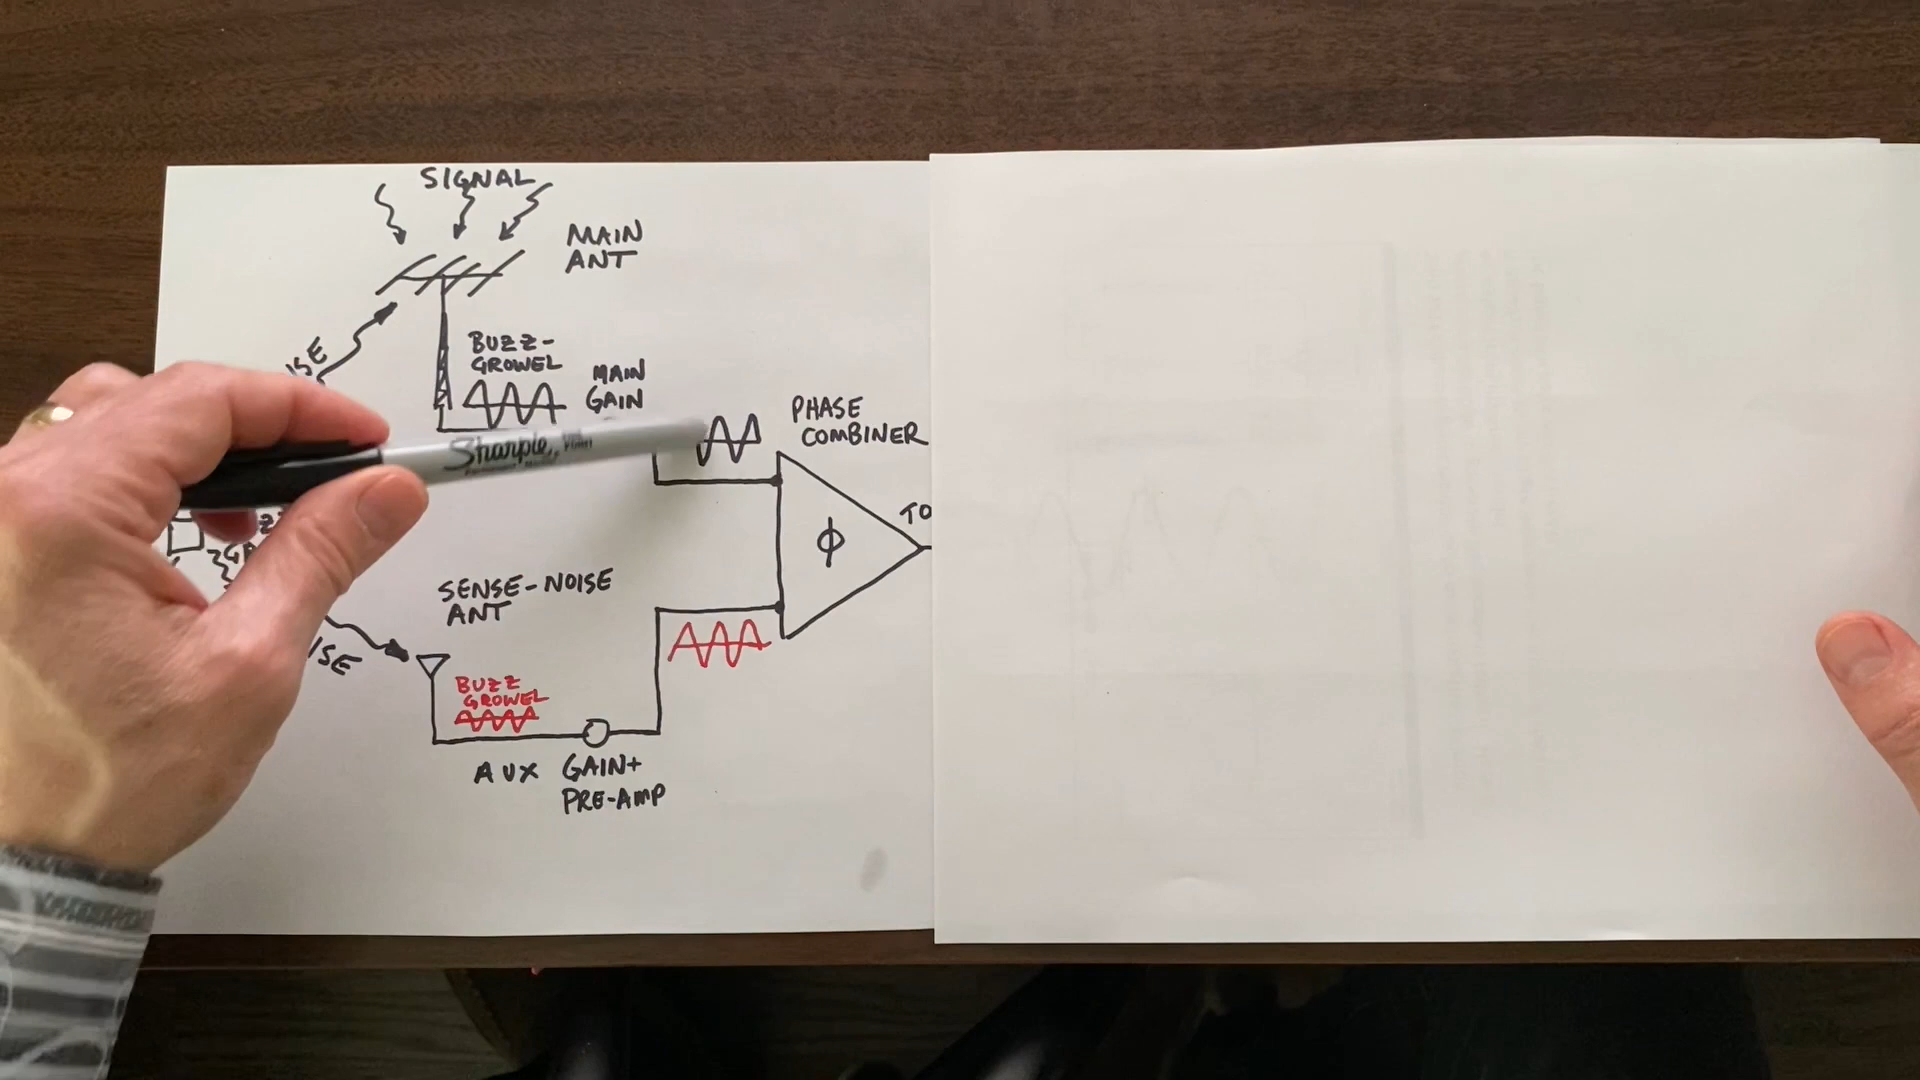 SIGNAL
MAIN
ANT
BUZZ-
GROWEL
MAIN
GAIN
Sharpie
PHASE
COMBINER
Φ
TO
SENSE-NOISE
ANT
BUZZ
GROWEL
AUX GAIN+
PRE-AMP